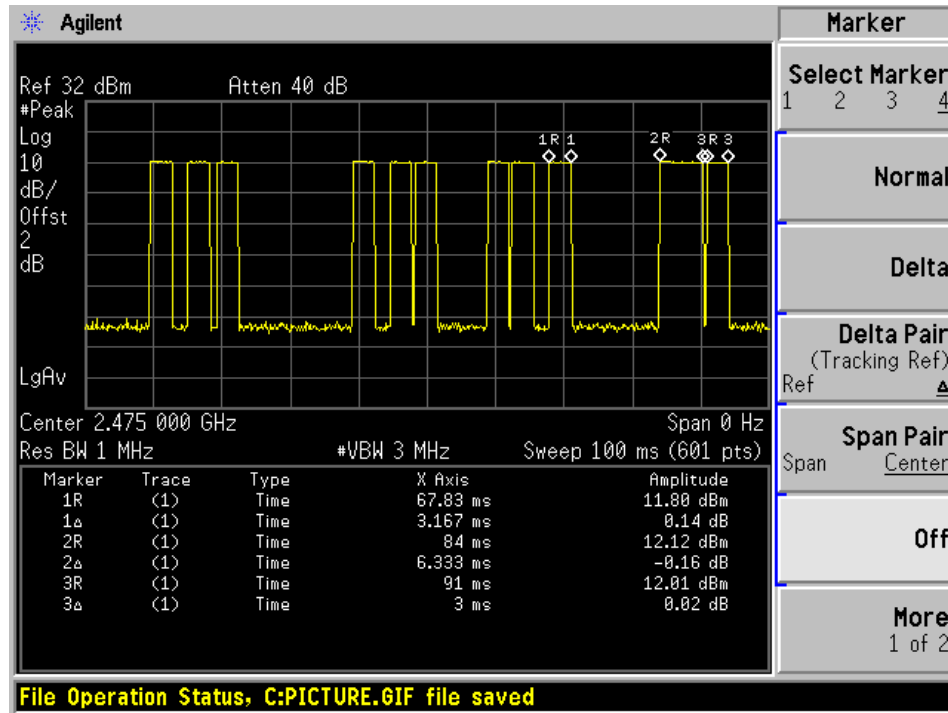 Agilent
Marker
Ref 32 dBm Atten 40 dB
#Peak
Log
10
dB/
Offst
2
dB
LgAv
1R 1 2R 3R 3
Center 2.475 000 GHz Span 0 Hz
Res BW 1 MHz #VBW 3 MHz Sweep 100 ms (601 pts)
Marker Trace Type X Axis Amplitude
1R (1) Time 67.83 ms 11.80 dBm
1Δ (1) Time 3.167 ms 0.14 dB
2R (1) Time 84 ms 12.12 dBm
2Δ (1) Time 6.333 ms -0.16 dB
3R (1) Time 91 ms 12.01 dBm
3Δ (1) Time 3 ms 0.02 dB
Select Marker
1 2 3 4
Normal
Delta
Delta Pair
(Tracking Ref)
Ref Δ
Span Pair
Span Center
Off
More
1 of 2
File Operation Status, C:PICTURE.GIF file saved